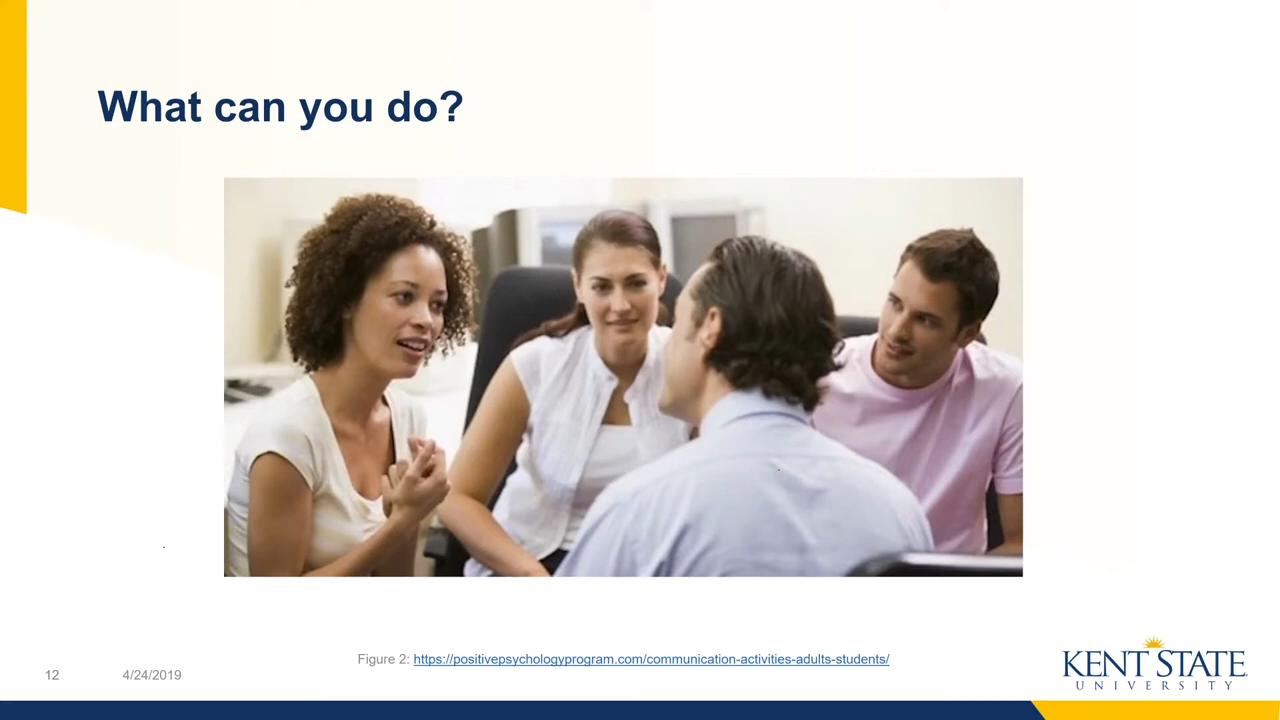 What can you do?
Figure 2: https://positivepsychologyprogram.com/communication-activities-adults-students/
12
4/24/2019
KENT STATE
UNIVERSITY